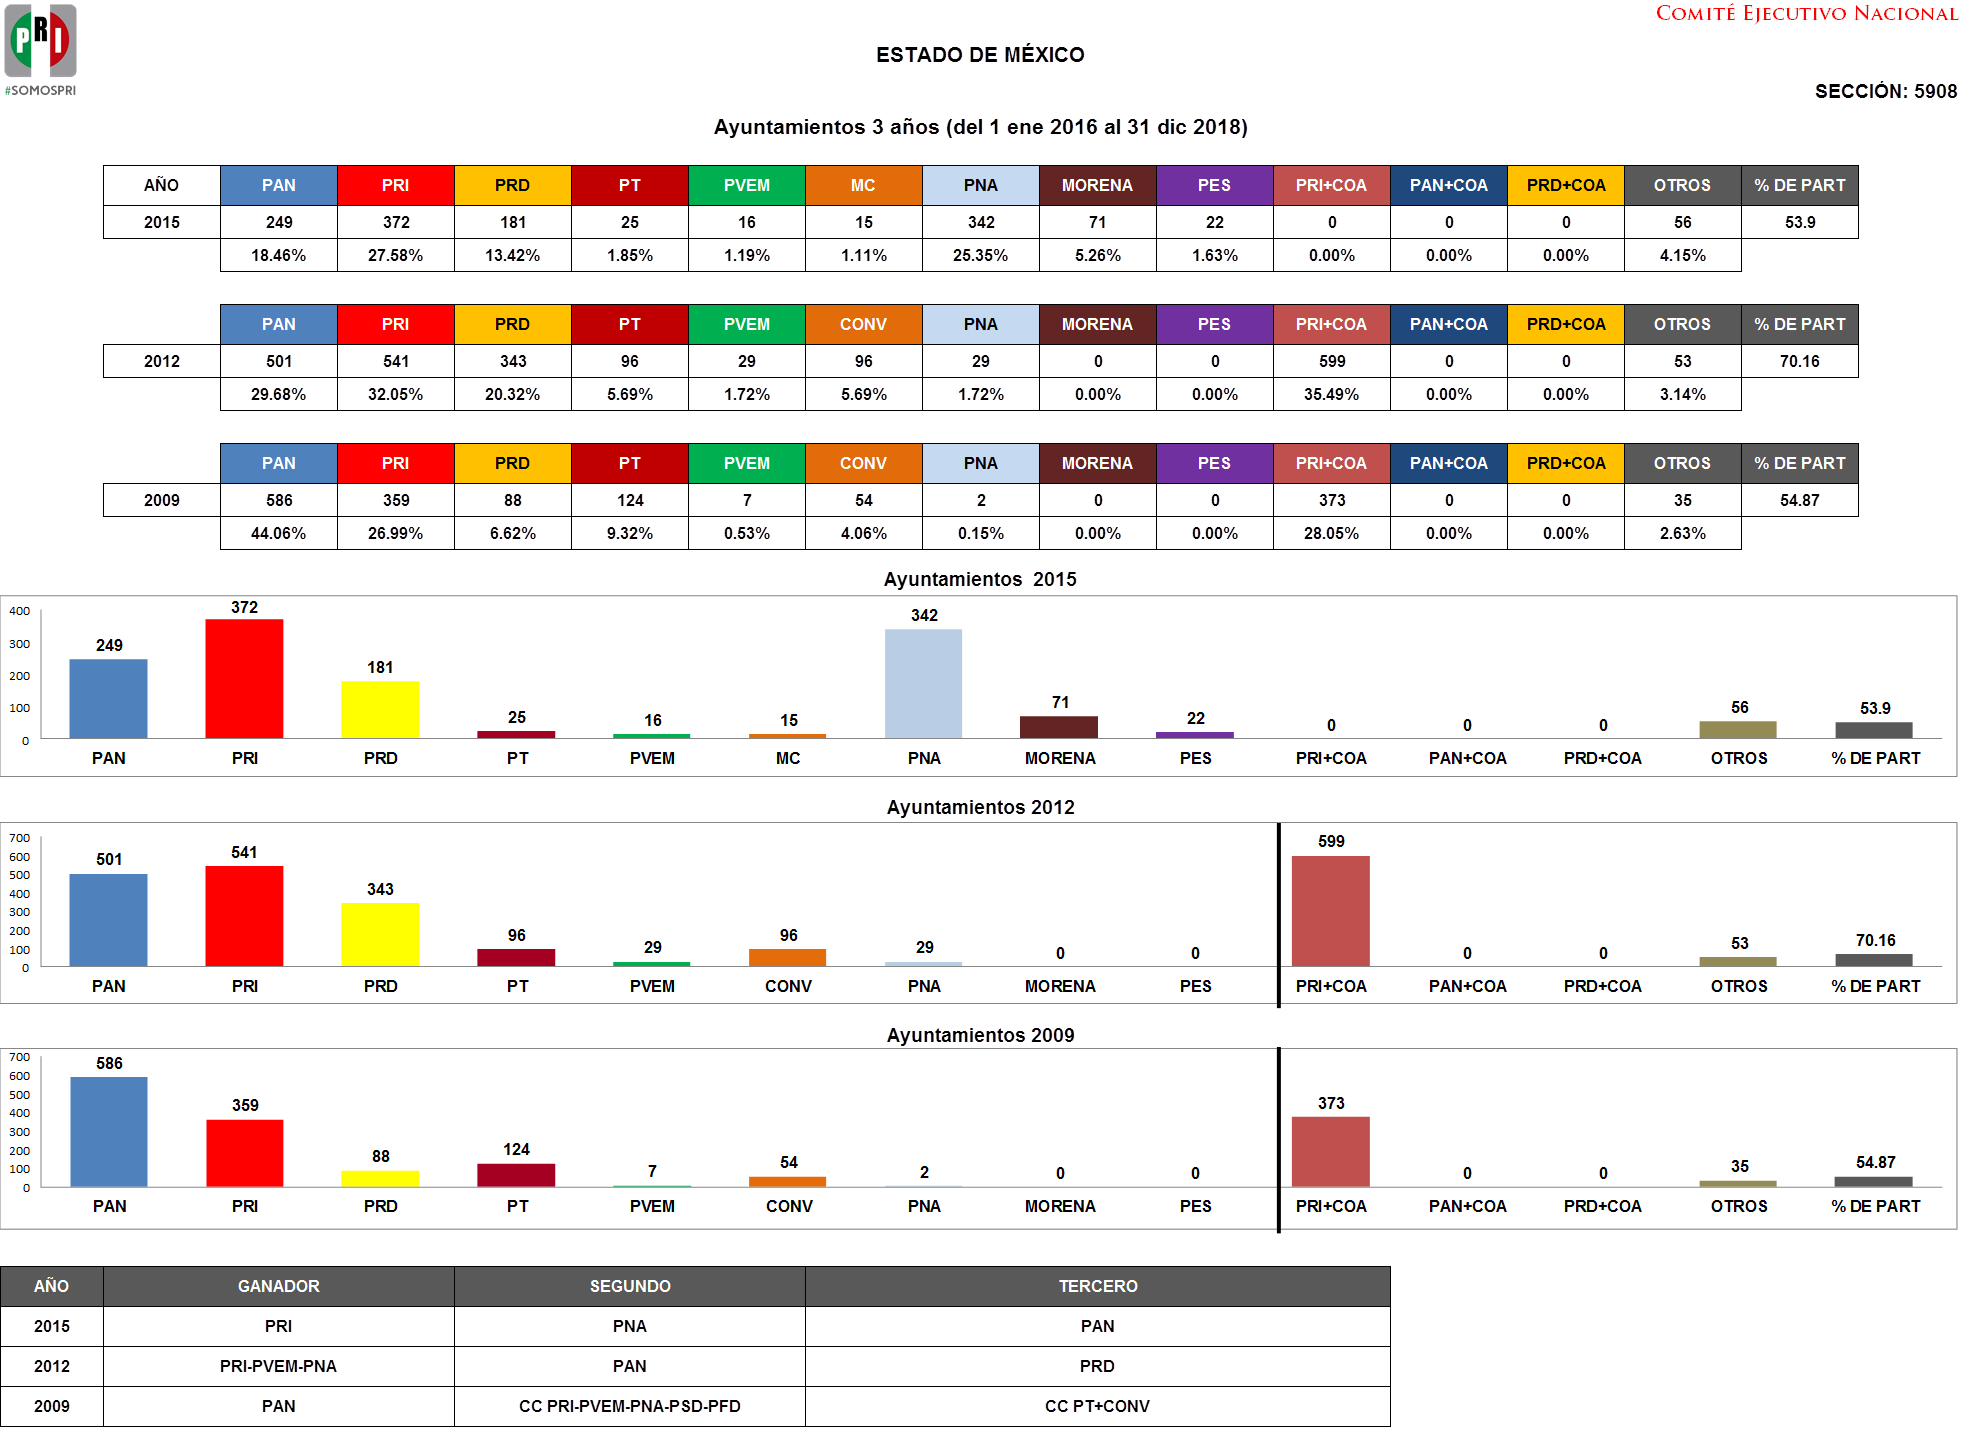 PRI
#SOMOSPRI
COMITÉ EJECUTIVO NACIONAL
ESTADO DE MÉXICO
SECCIÓN: 5908
Ayuntamientos 3 años (del 1 ene 2016 al 31 dic 2018)
AÑO PAN PRI PRD PT PVEM MC PNA MORENA PES PRI+COA PAN+COA PRD+COA OTROS % DE PART
2015 249 372 181 25 16 15 342 71 22 0 0 0 56 53.9
18.46% 27.58% 13.42% 1.85% 1.19% 1.11% 25.35% 5.26% 1.63% 0.00% 0.00% 0.00% 4.15%
PAN PRI PRD PT PVEM CONV PNA MORENA PES PRI+COA PAN+COA PRD+COA OTROS % DE PART
2012 501 541 343 96 29 96 29 0 0 599 0 0 53 70.16
29.68% 32.05% 20.32% 5.69% 1.72% 5.69% 1.72% 0.00% 0.00% 35.49% 0.00% 0.00% 3.14%
PAN PRI PRD PT PVEM CONV PNA MORENA PES PRI+COA PAN+COA PRD+COA OTROS % DE PART
2009 586 359 88 124 7 54 2 0 0 373 0 0 35 54.87
44.06% 26.99% 6.62% 9.32% 0.53% 4.06% 0.15% 0.00% 0.00% 28.05% 0.00% 0.00% 2.63%
Ayuntamientos 2015
400
300
200
100
0
249 372 181 25 16 15 342 71 22 0 0 0 56 53.9
PAN PRI PRD PT PVEM MC PNA MORENA PES PRI+COA PAN+COA PRD+COA OTROS % DE PART
Ayuntamientos 2012
700
600
500
400
300
200
100
0
501 541 343 96 29 96 29 0 0 599 0 0 53 70.16
PAN PRI PRD PT PVEM CONV PNA MORENA PES PRI+COA PAN+COA PRD+COA OTROS % DE PART
Ayuntamientos 2009
700
600
500
400
300
200
100
0
586 359 88 124 7 54 2 0 0 373 0 0 35 54.87
PAN PRI PRD PT PVEM CONV PNA MORENA PES PRI+COA PAN+COA PRD+COA OTROS % DE PART
AÑO GANADOR SEGUNDO TERCERO
2015 PRI PNA PAN
2012 PRI-PVEM-PNA PAN PRD
2009 PAN CC PRI-PVEM-PNA-PSD-PFD CC PT+CONV